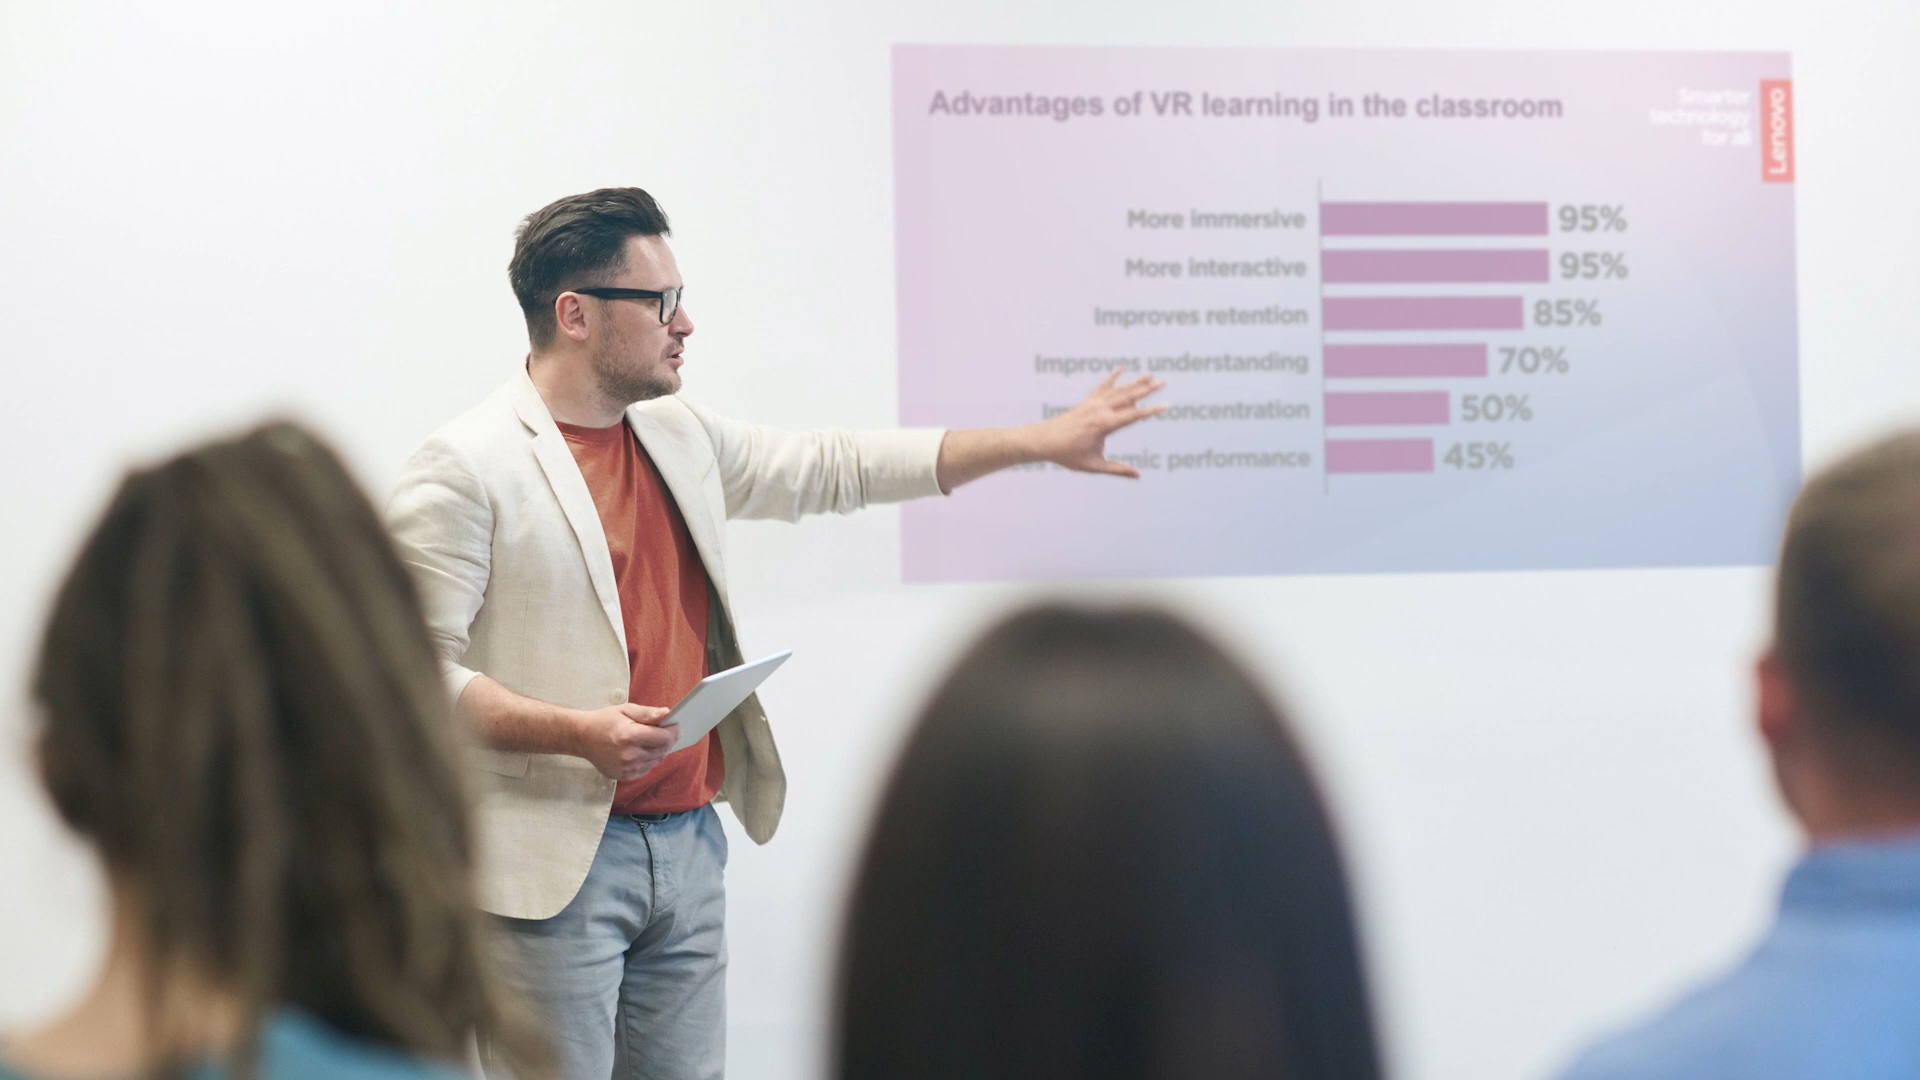 Advantages of VR learning in the classroom
Smarter
technology
for all
Lenovo
More immersive 95%
More interactive 95%
Improves retention 85%
Improves understanding 70%
concentration 50%
performance 45%